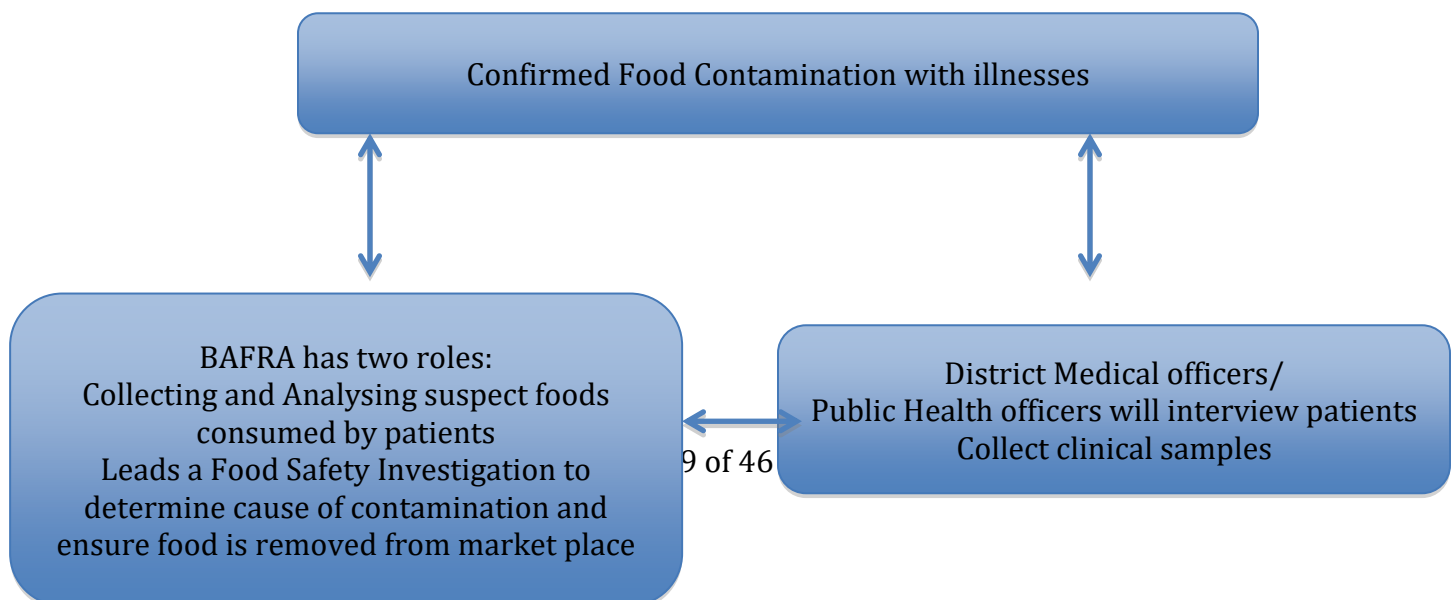 Confirmed Food Contamination with illnesses
BAFRA has two roles:
Collecting and Analysing suspect foods
consumed by patients
Leads a Food Safety Investigation to
determine cause of contamination and
ensure food is removed from market place
9 of 46
District Medical officers/
Public Health officers will interview patients
Collect clinical samples